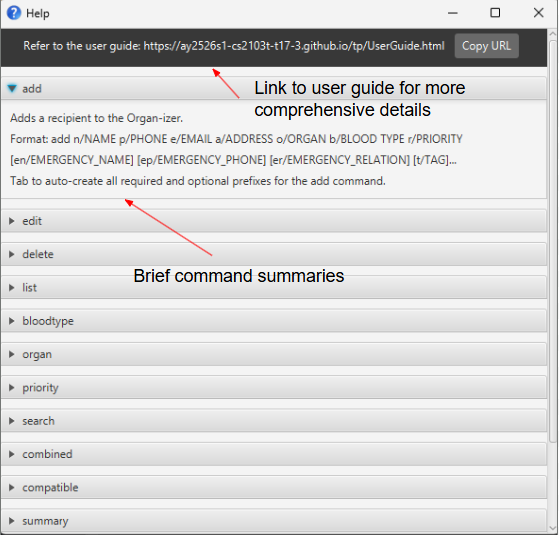 Help
Refer to the user guide: https://ay2526s1-cs2103t-t17-3.github.io/tp/UserGuide.html
Copy URL
add
Link to user guide for more
comprehensive details
Adds a recipient to the Organ-izer.
Format: add n/NAME p/PHONE e/EMAIL a/ADDRESS o/ORGAN b/BLOOD TYPE r/PRIORITY
[en/EMERGENCY_NAME] [ep/EMERGENCY_PHONE] [er/EMERGENCY_RELATION] [t/TAG]...
Tab to auto-create all required and optional prefixes for the add command.
edit
delete
Brief command summaries
list
bloodtype
organ
priority
search
combined
compatible
summary